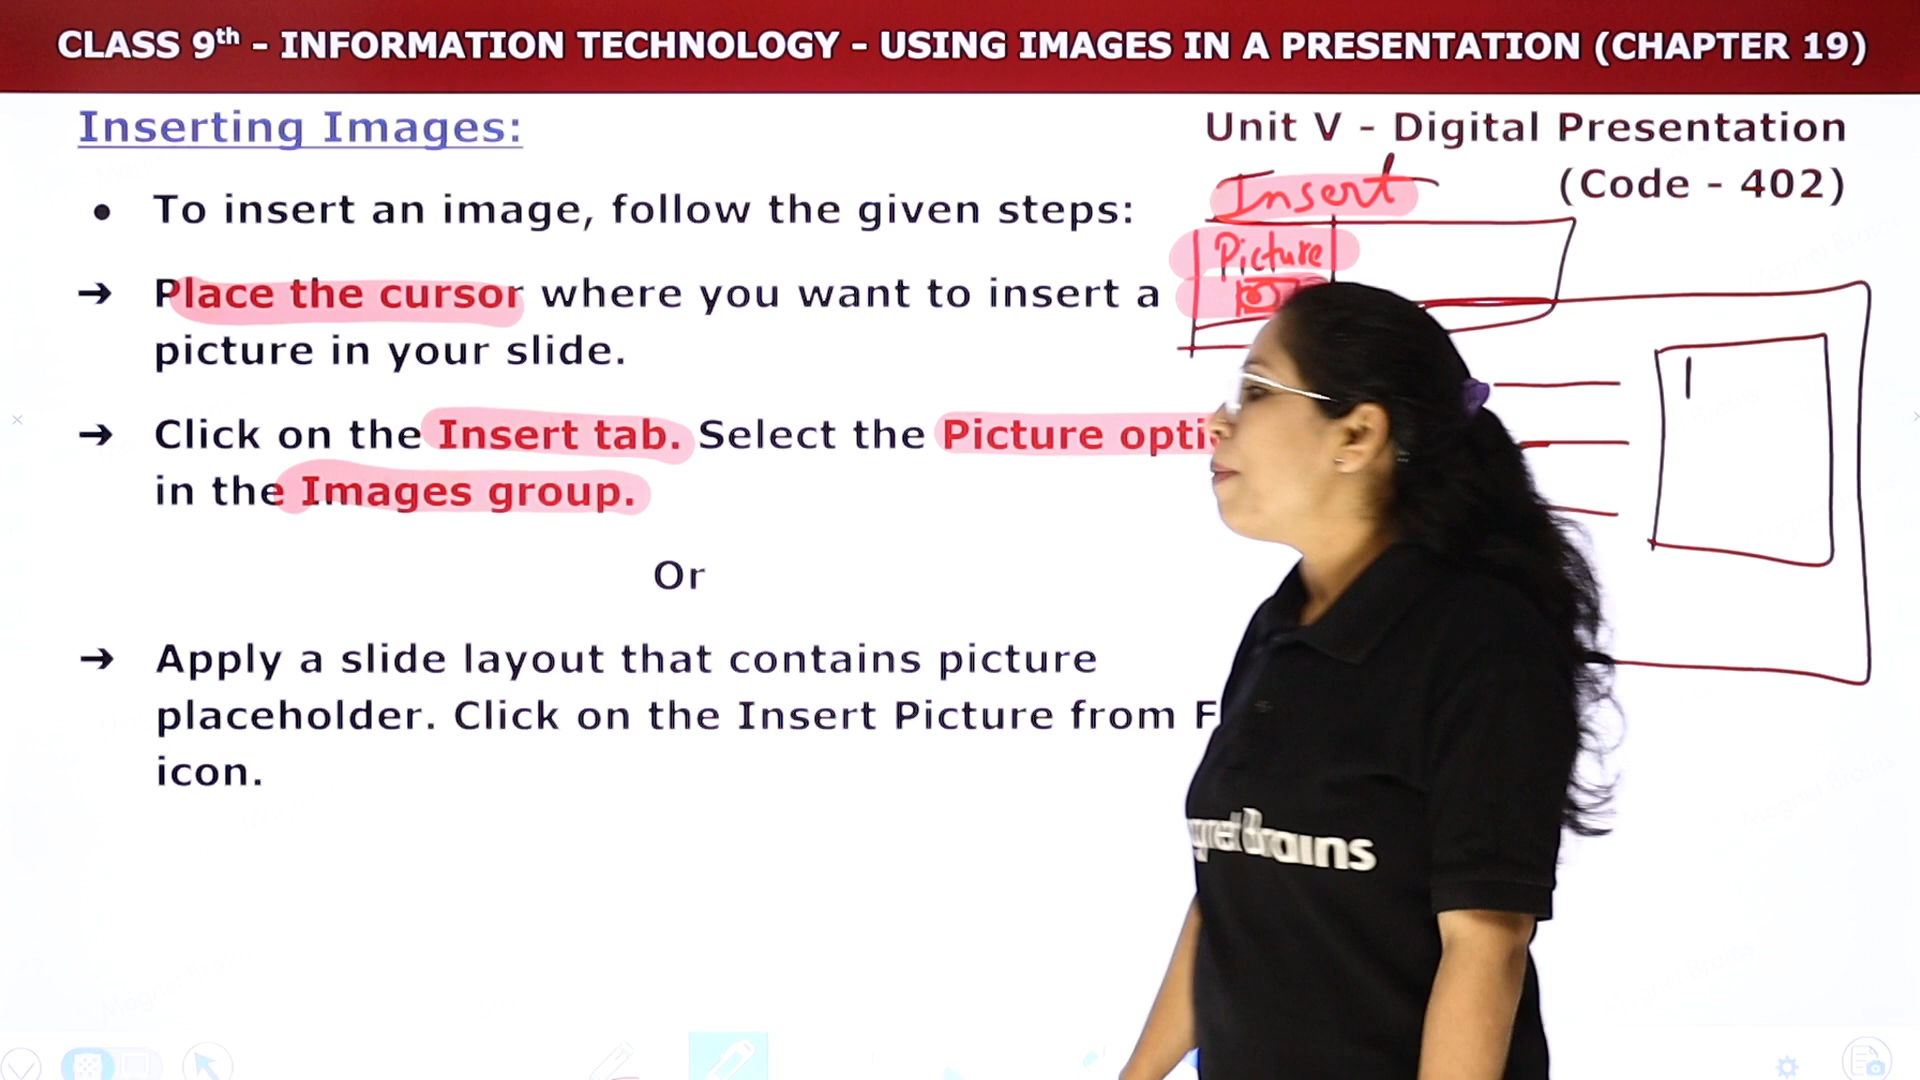 CLASS 9th - INFORMATION TECHNOLOGY - USING IMAGES IN A PRESENTATION (CHAPTER 19)
Inserting Images:
Unit V - Digital Presentation
(Code - 402)
Insert
Picture
• To insert an image, follow the given steps:
→ Place the cursor where you want to insert a
picture in your slide.
→ Click on the Insert tab. Select the Picture opti
in the Images group.
Or
→ Apply a slide layout that contains picture
placeholder. Click on the Insert Picture from F
icon.
Brains